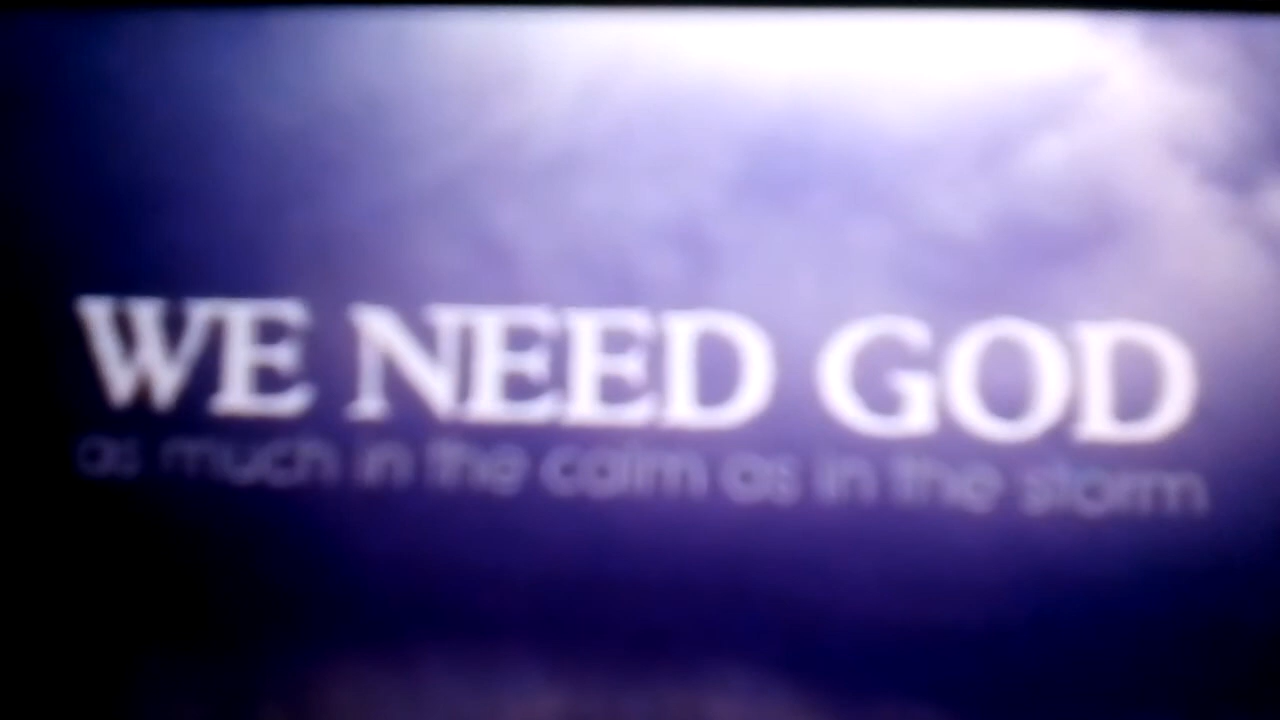 WE NEED GOD
as much in the calm as in the storm